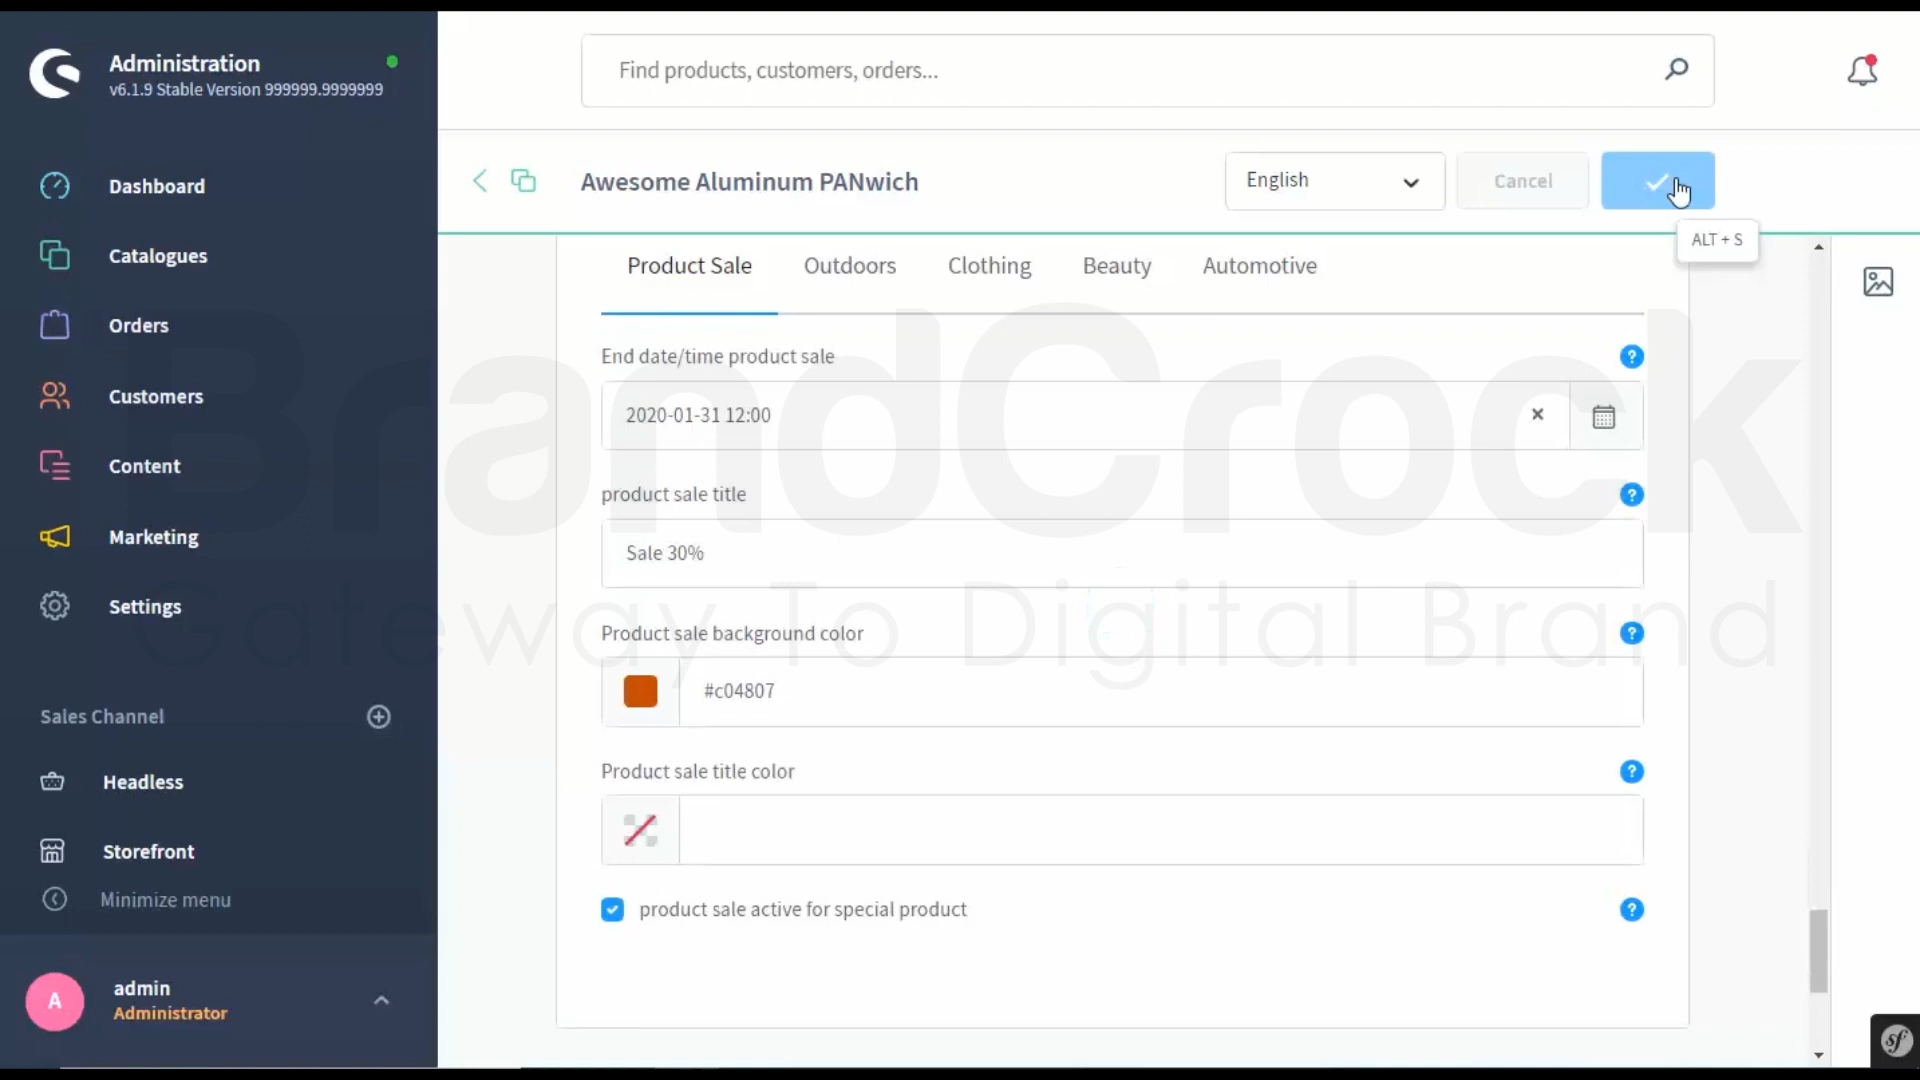 Administration
v6.1.9 Stable Version 999999.9999999
Dashboard
Catalogues
Orders
Customers
Content
Marketing
Settings
Sales Channel
Headless
Storefront
Minimize menu
A
admin
Administrator
Find products, customers, orders...
Awesome Aluminum PANwich
English
Cancel
ALT + S
Product Sale
Outdoors
Clothing
Beauty
Automotive
End date/time product sale
?
2020-01-31 12:00
product sale title
?
Sale 30%
Product sale background color
?
#c04807
Product sale title color
?
product sale active for special product
?
BrandCrock
Gateway To Digital Brand
sf